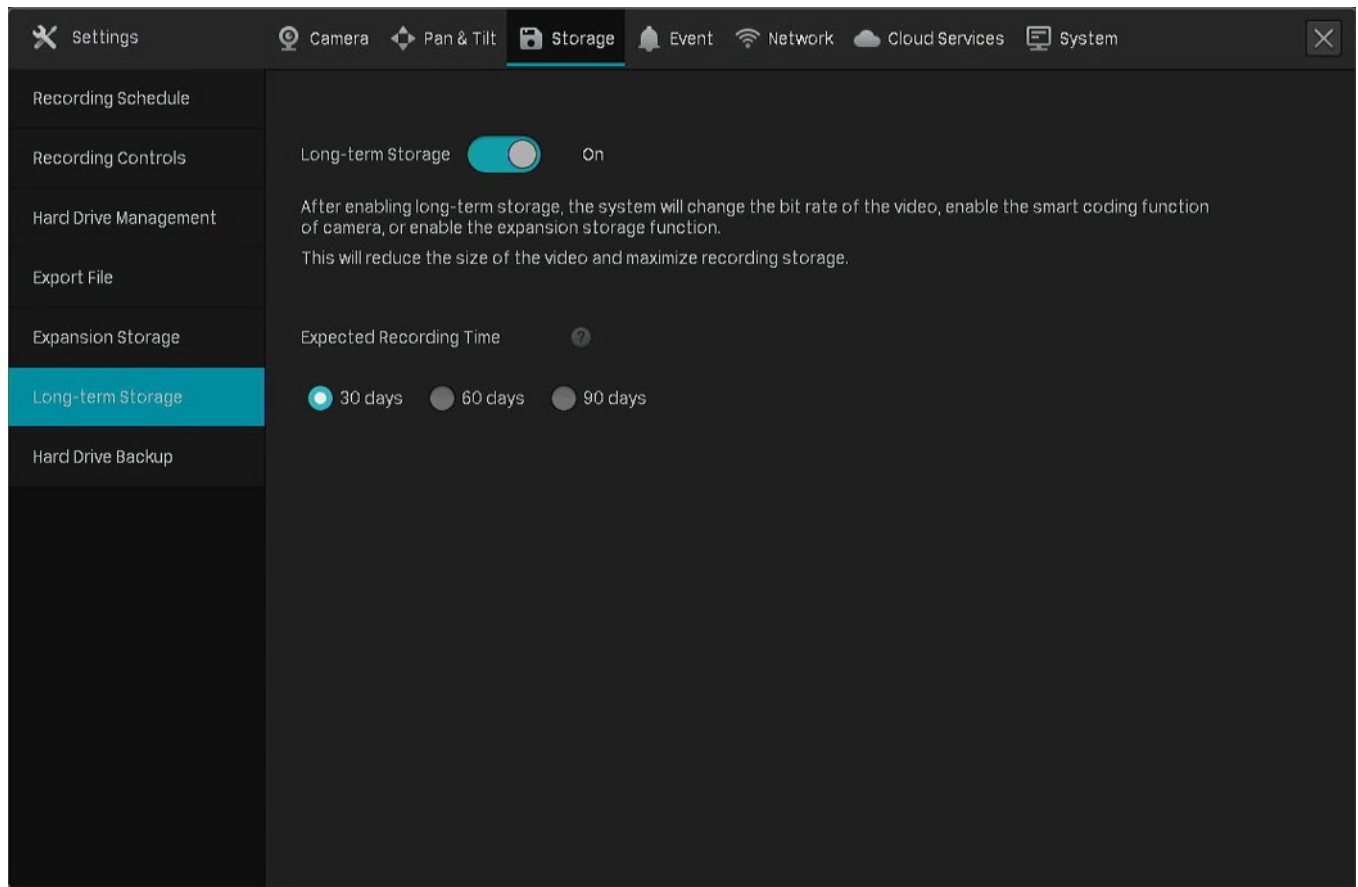 Settings
Camera
Pan & Tilt
Storage
Event
Network
Cloud Services
System
Recording Schedule
Recording Controls
Hard Drive Management
Export File
Expansion Storage
Long-term Storage
Hard Drive Backup
Long-term Storage
On
After enabling long-term storage, the system will change the bit rate of the video, enable the smart coding function
of camera, or enable the expansion storage function.
This will reduce the size of the video and maximize recording storage.
Expected Recording Time
?
30 days
60 days
90 days